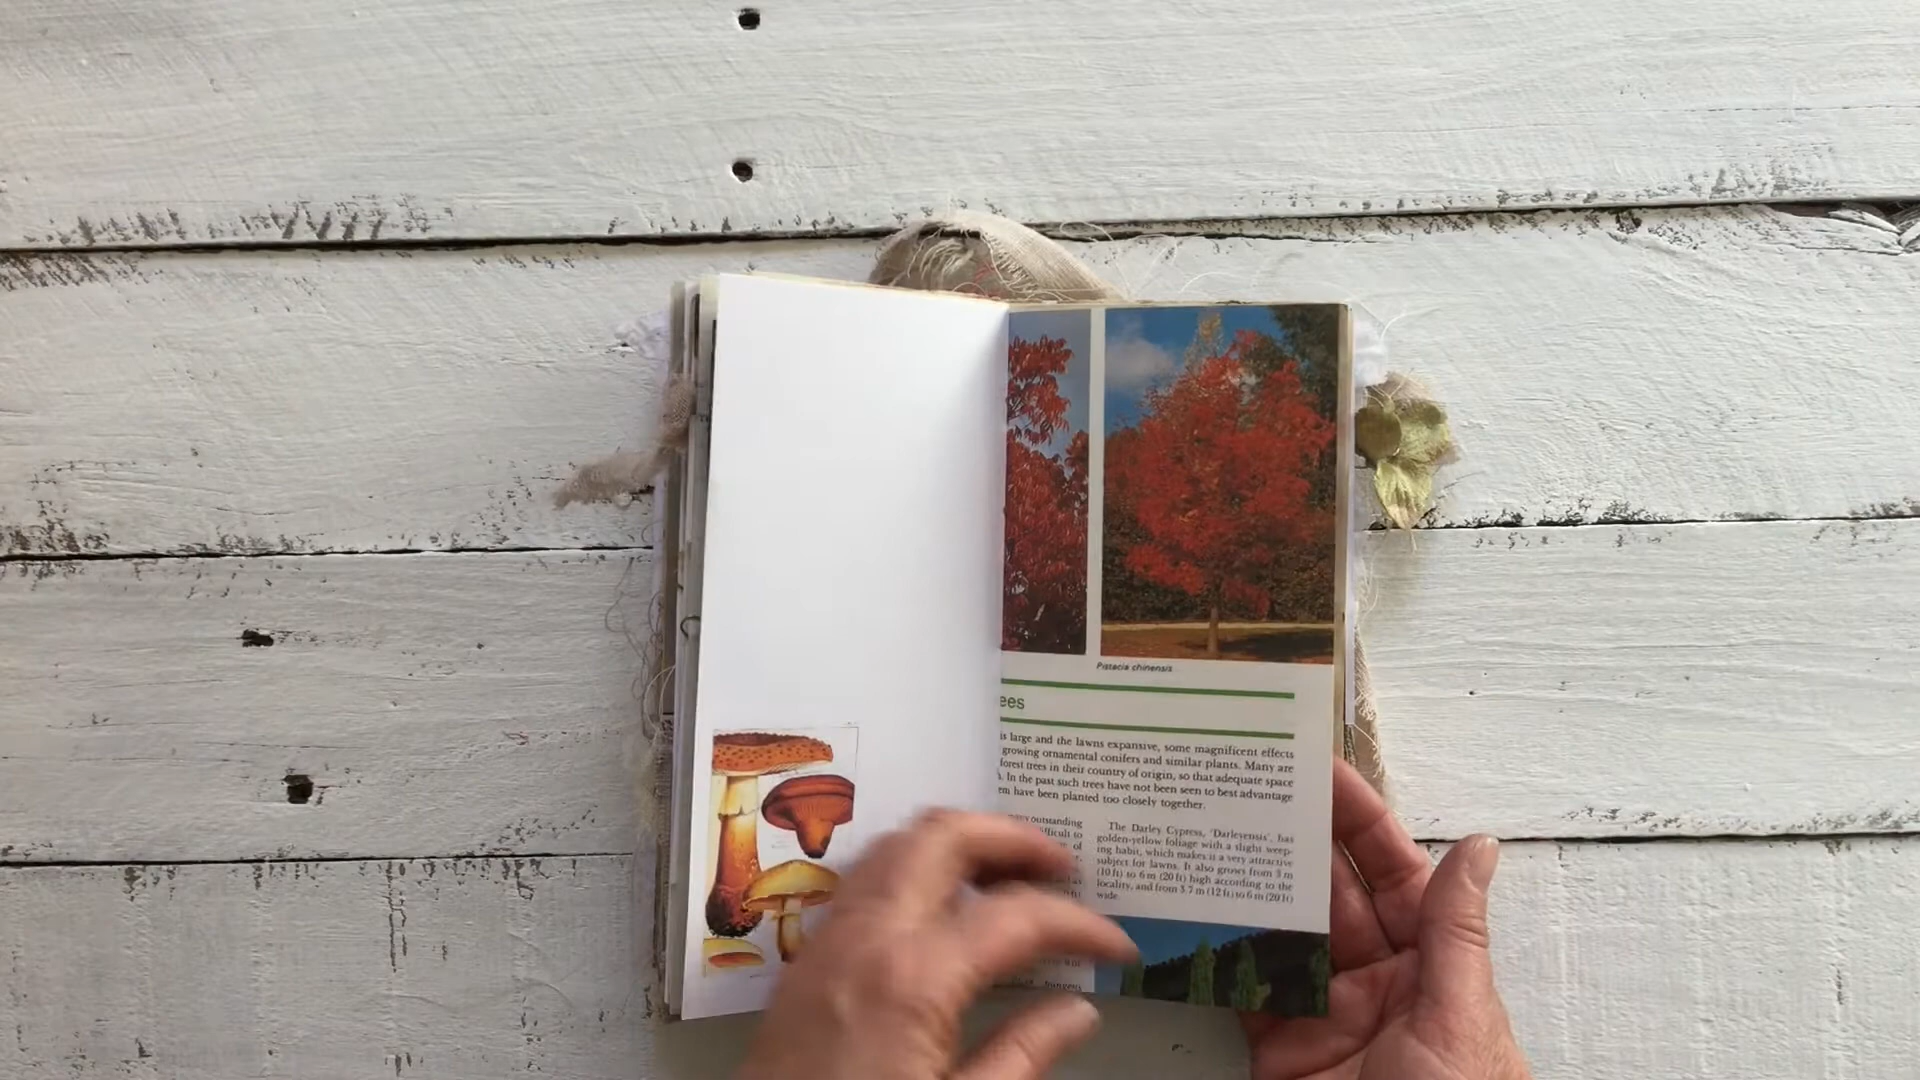 Pistacia chinensis
ees
is large and the lawns expansive, some magnificent effects
growing ornamental conifers and similar plants. Many are
forest trees in their country of origin, so that adequate space
. In the past such trees have not been seen to best advantage
em have been planted too closely together.
outstanding
difficult to
of
The Darley Cypress, 'Darleyensis', has
golden-yellow foliage with a slight weep-
ing habit, which makes it a very attractive
subject for lawns. It also grows from 3 m
(10 ft) to 6 m (20 ft) high according to the
locality, and from 3.7 m (12 ft) to 6 m (20 ft)
wide